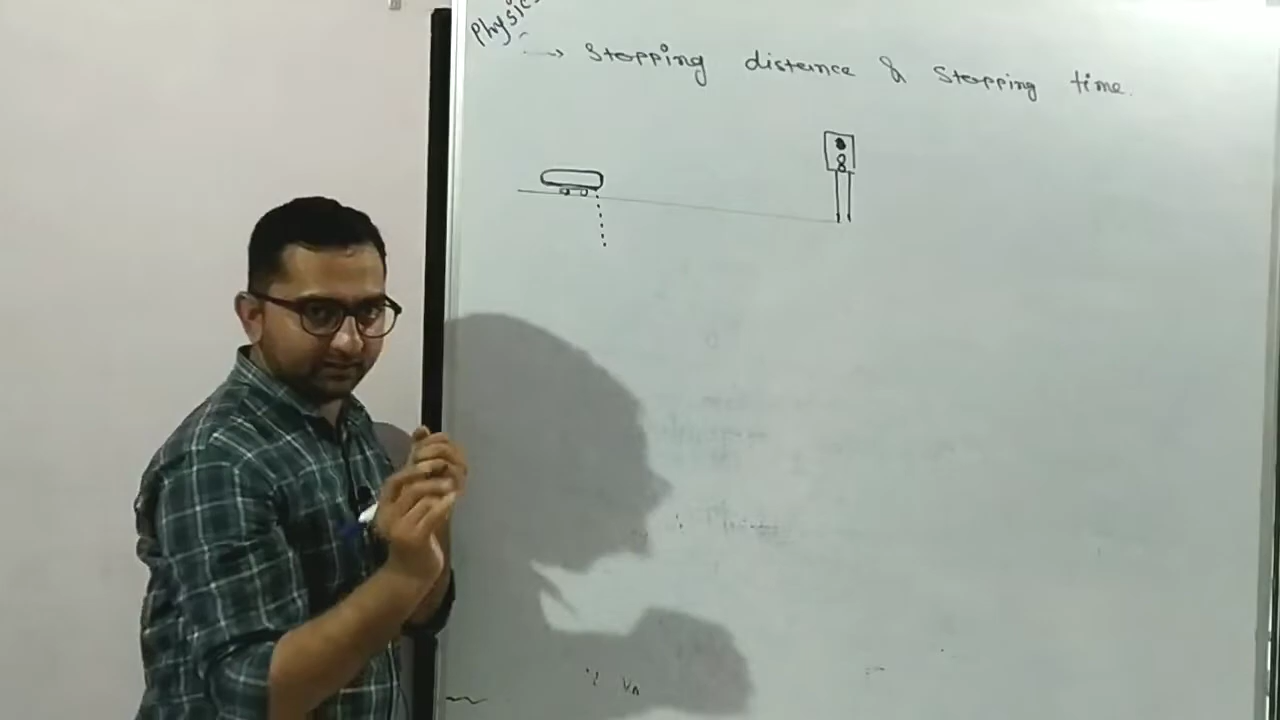 Physics
→ Stopping distance & Stopping time.